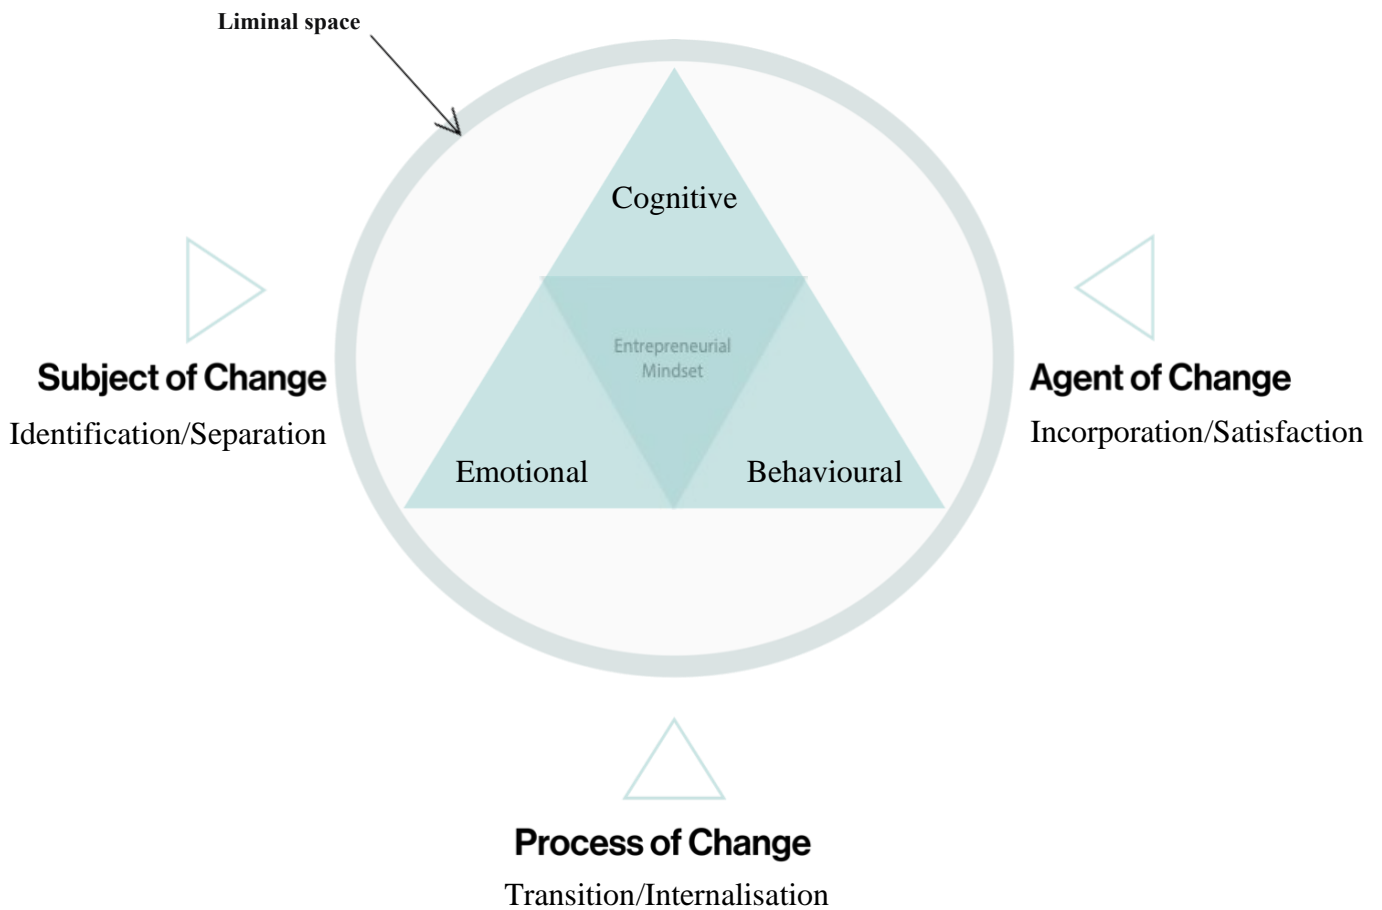 Liminal space
Cognitive
Entrepreneurial
Mindset
Subject of Change
Identification/Separation
Agent of Change
Incorporation/Satisfaction
Emotional
Behavioural
Process of Change
Transition/Internalisation